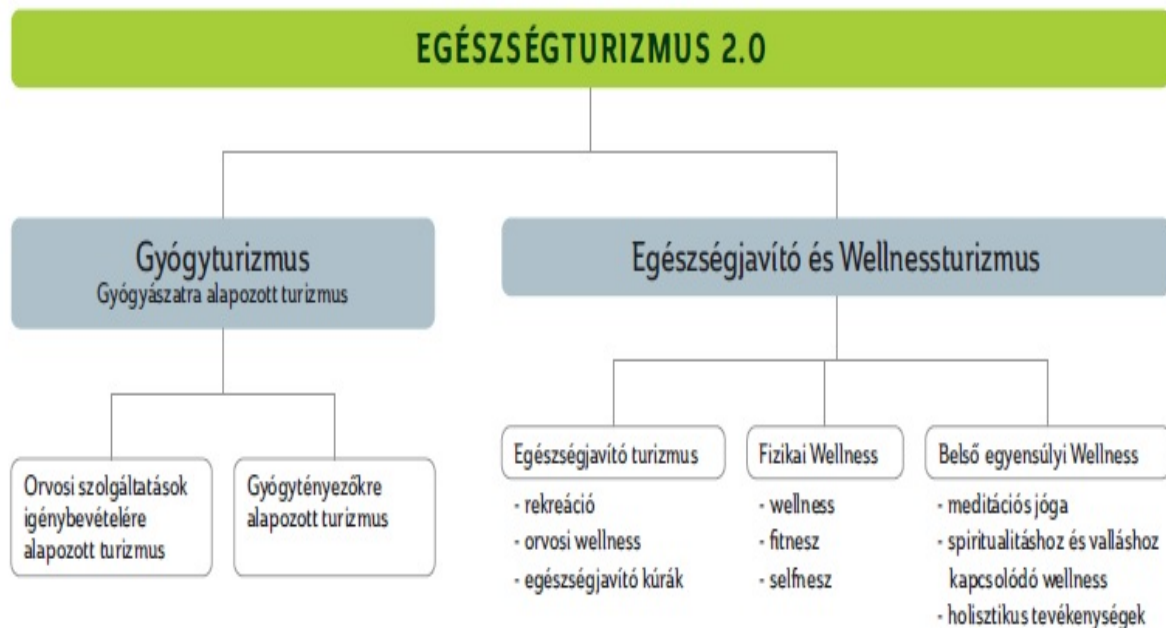 EGÉSZSÉGTURIZMUS 2.0
Gyógyturizmus
Gyógyászatra alapozott turizmus
Egészségjavító és Wellnessturizmus
Orvosi szolgáltatások
igénybevételére
alapozott turizmus
Gyógytényezőkre
alapozott turizmus
Egészségjavító turizmus
- rekreáció
- orvosi wellness
- egészségjavító kúrák
Fizikai Wellness
- wellness
- fitnesz
- selfnesz
Belső egyensúlyi Wellness
- meditációs jóga
- spiritualitáshoz és valláshoz
kapcsolódó wellness
- holisztikus tevékenységek